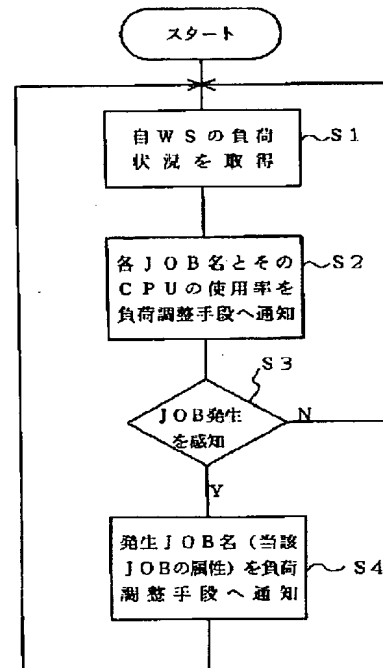 スタート
自WSの負荷
状況を取得
S1
各JOB名とその
CPUの使用率を
負荷調整手段へ通知
S2
S3
JOB発生
を感知
N
Y
発生JOB名(当該
JOBの属性)を負荷
調整手段へ通知
S4